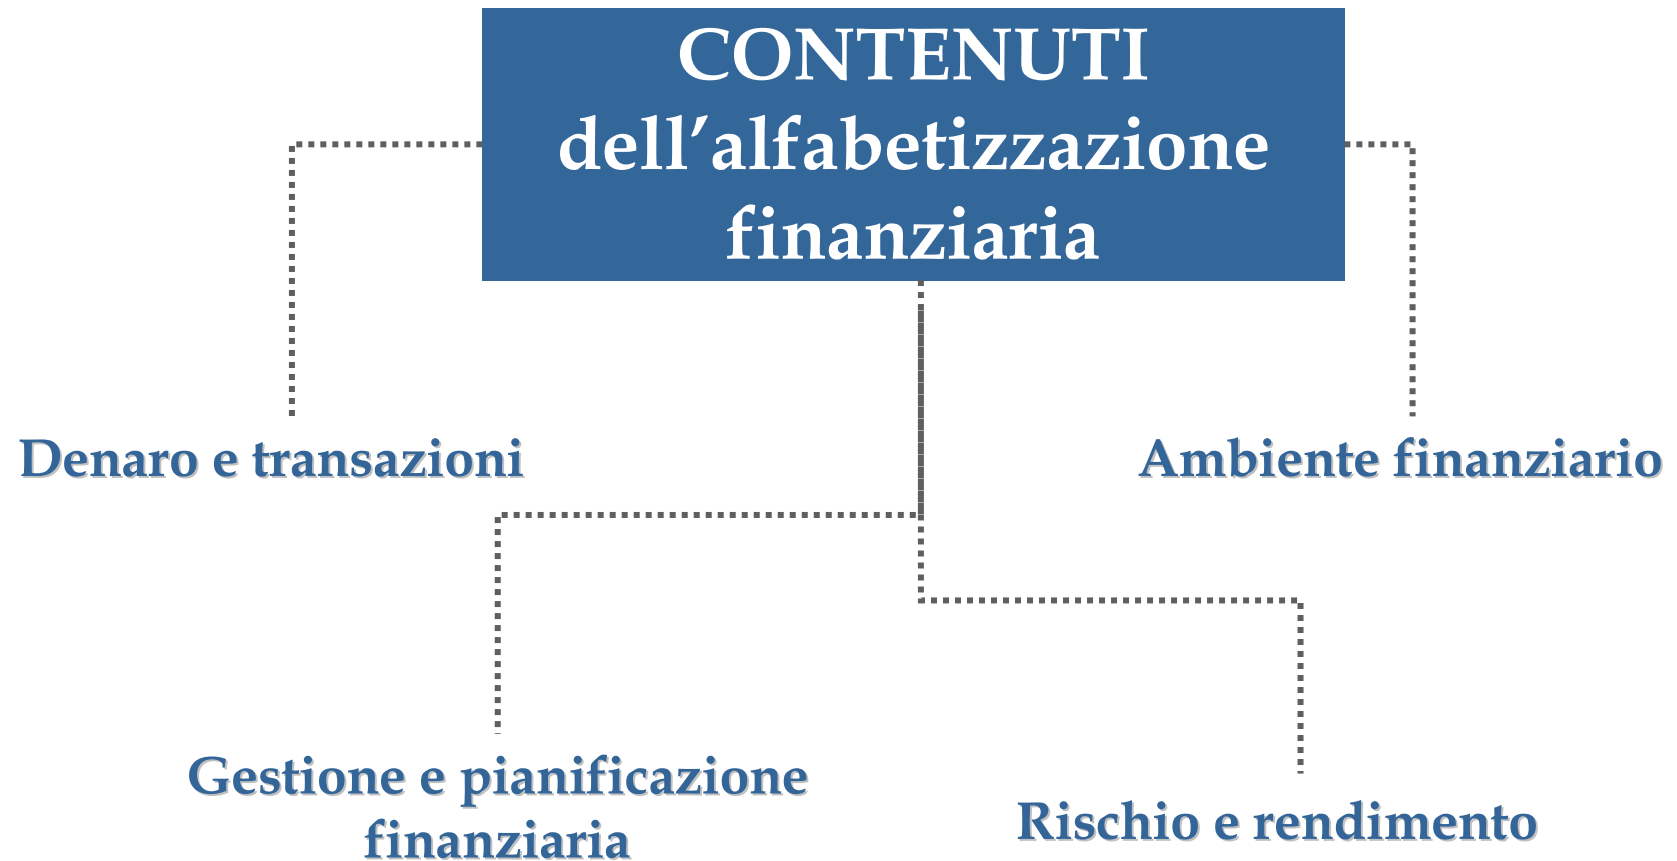 CONTENUTI
dell’alfabetizzazione
finanziaria
Denaro e transazioni
Ambiente finanziario
Gestione e pianificazione
finanziaria
Rischio e rendimento